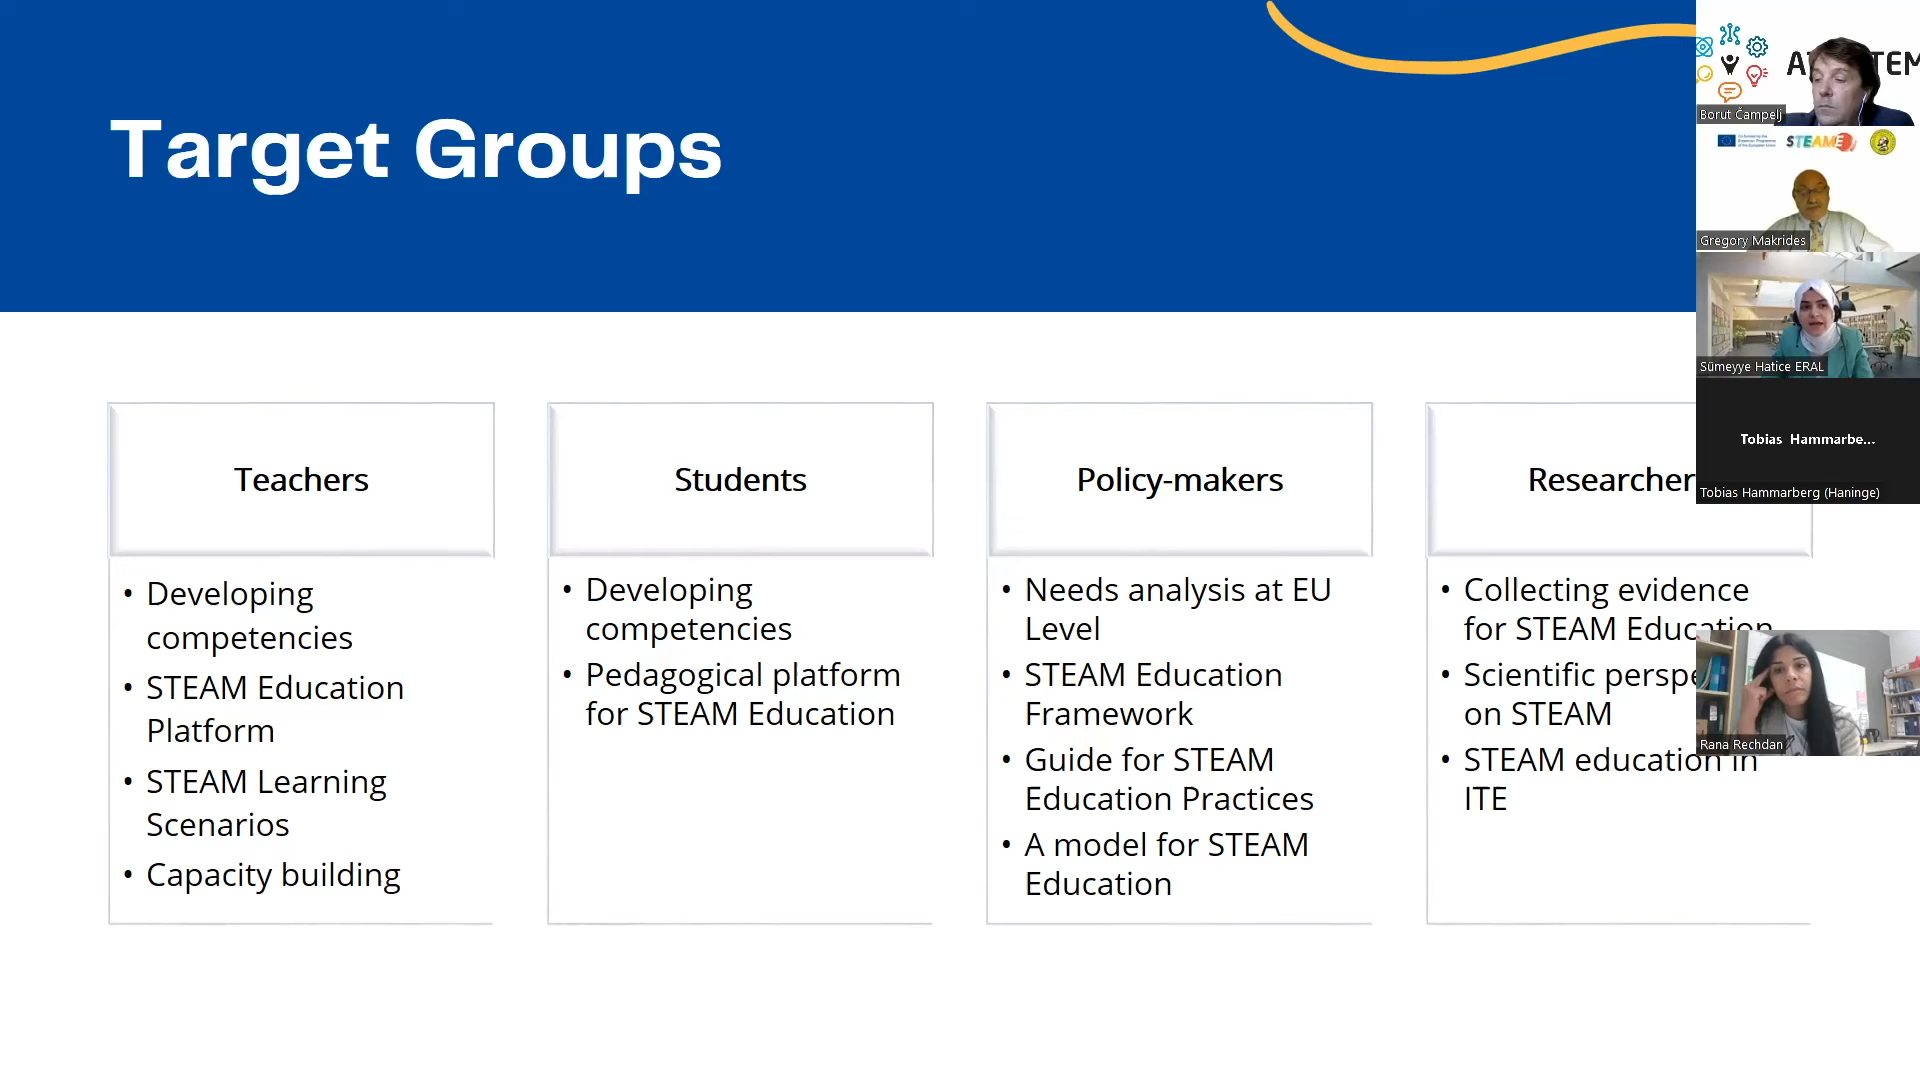 Target Groups
Teachers
Developing
competencies
STEAM Education
Platform
STEAM Learning
Scenarios
Capacity building
Students
Developing
competencies
Pedagogical platform
for STEAM Education
Policy-makers
Needs analysis at EU
Level
STEAM Education
Framework
Guide for STEAM
Education Practices
A model for STEAM
Education
Researcher
Collecting evidence
for STEAM Education
Scientific
on STEAM
STEAM education in
ITE
Borut Čampelj
STEAME
Gregory Makrides
Sümeyye Hatice ERAL
Tobias Hammarbe...
Tobias Hammarberg (Haninge)
Rana Rechdan